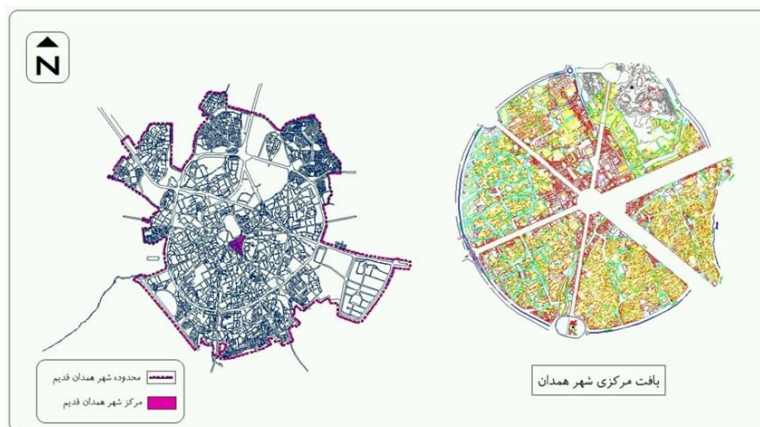 N
محدوده شهر همدان قدیم
مرکز شهر همدان قدیم
بافت مرکزی شهر همدان